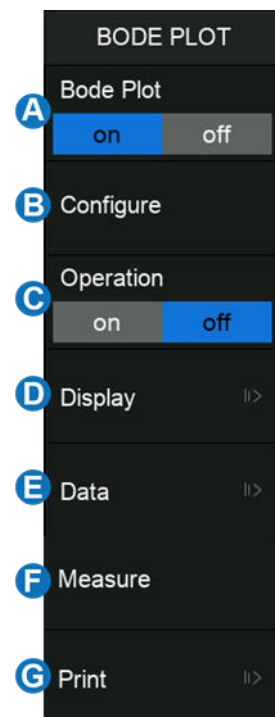 BODE PLOT
A
Bode Plot
on off
B
Configure
C
Operation
on off
D
Display
E
Data
F
Measure
G
Print